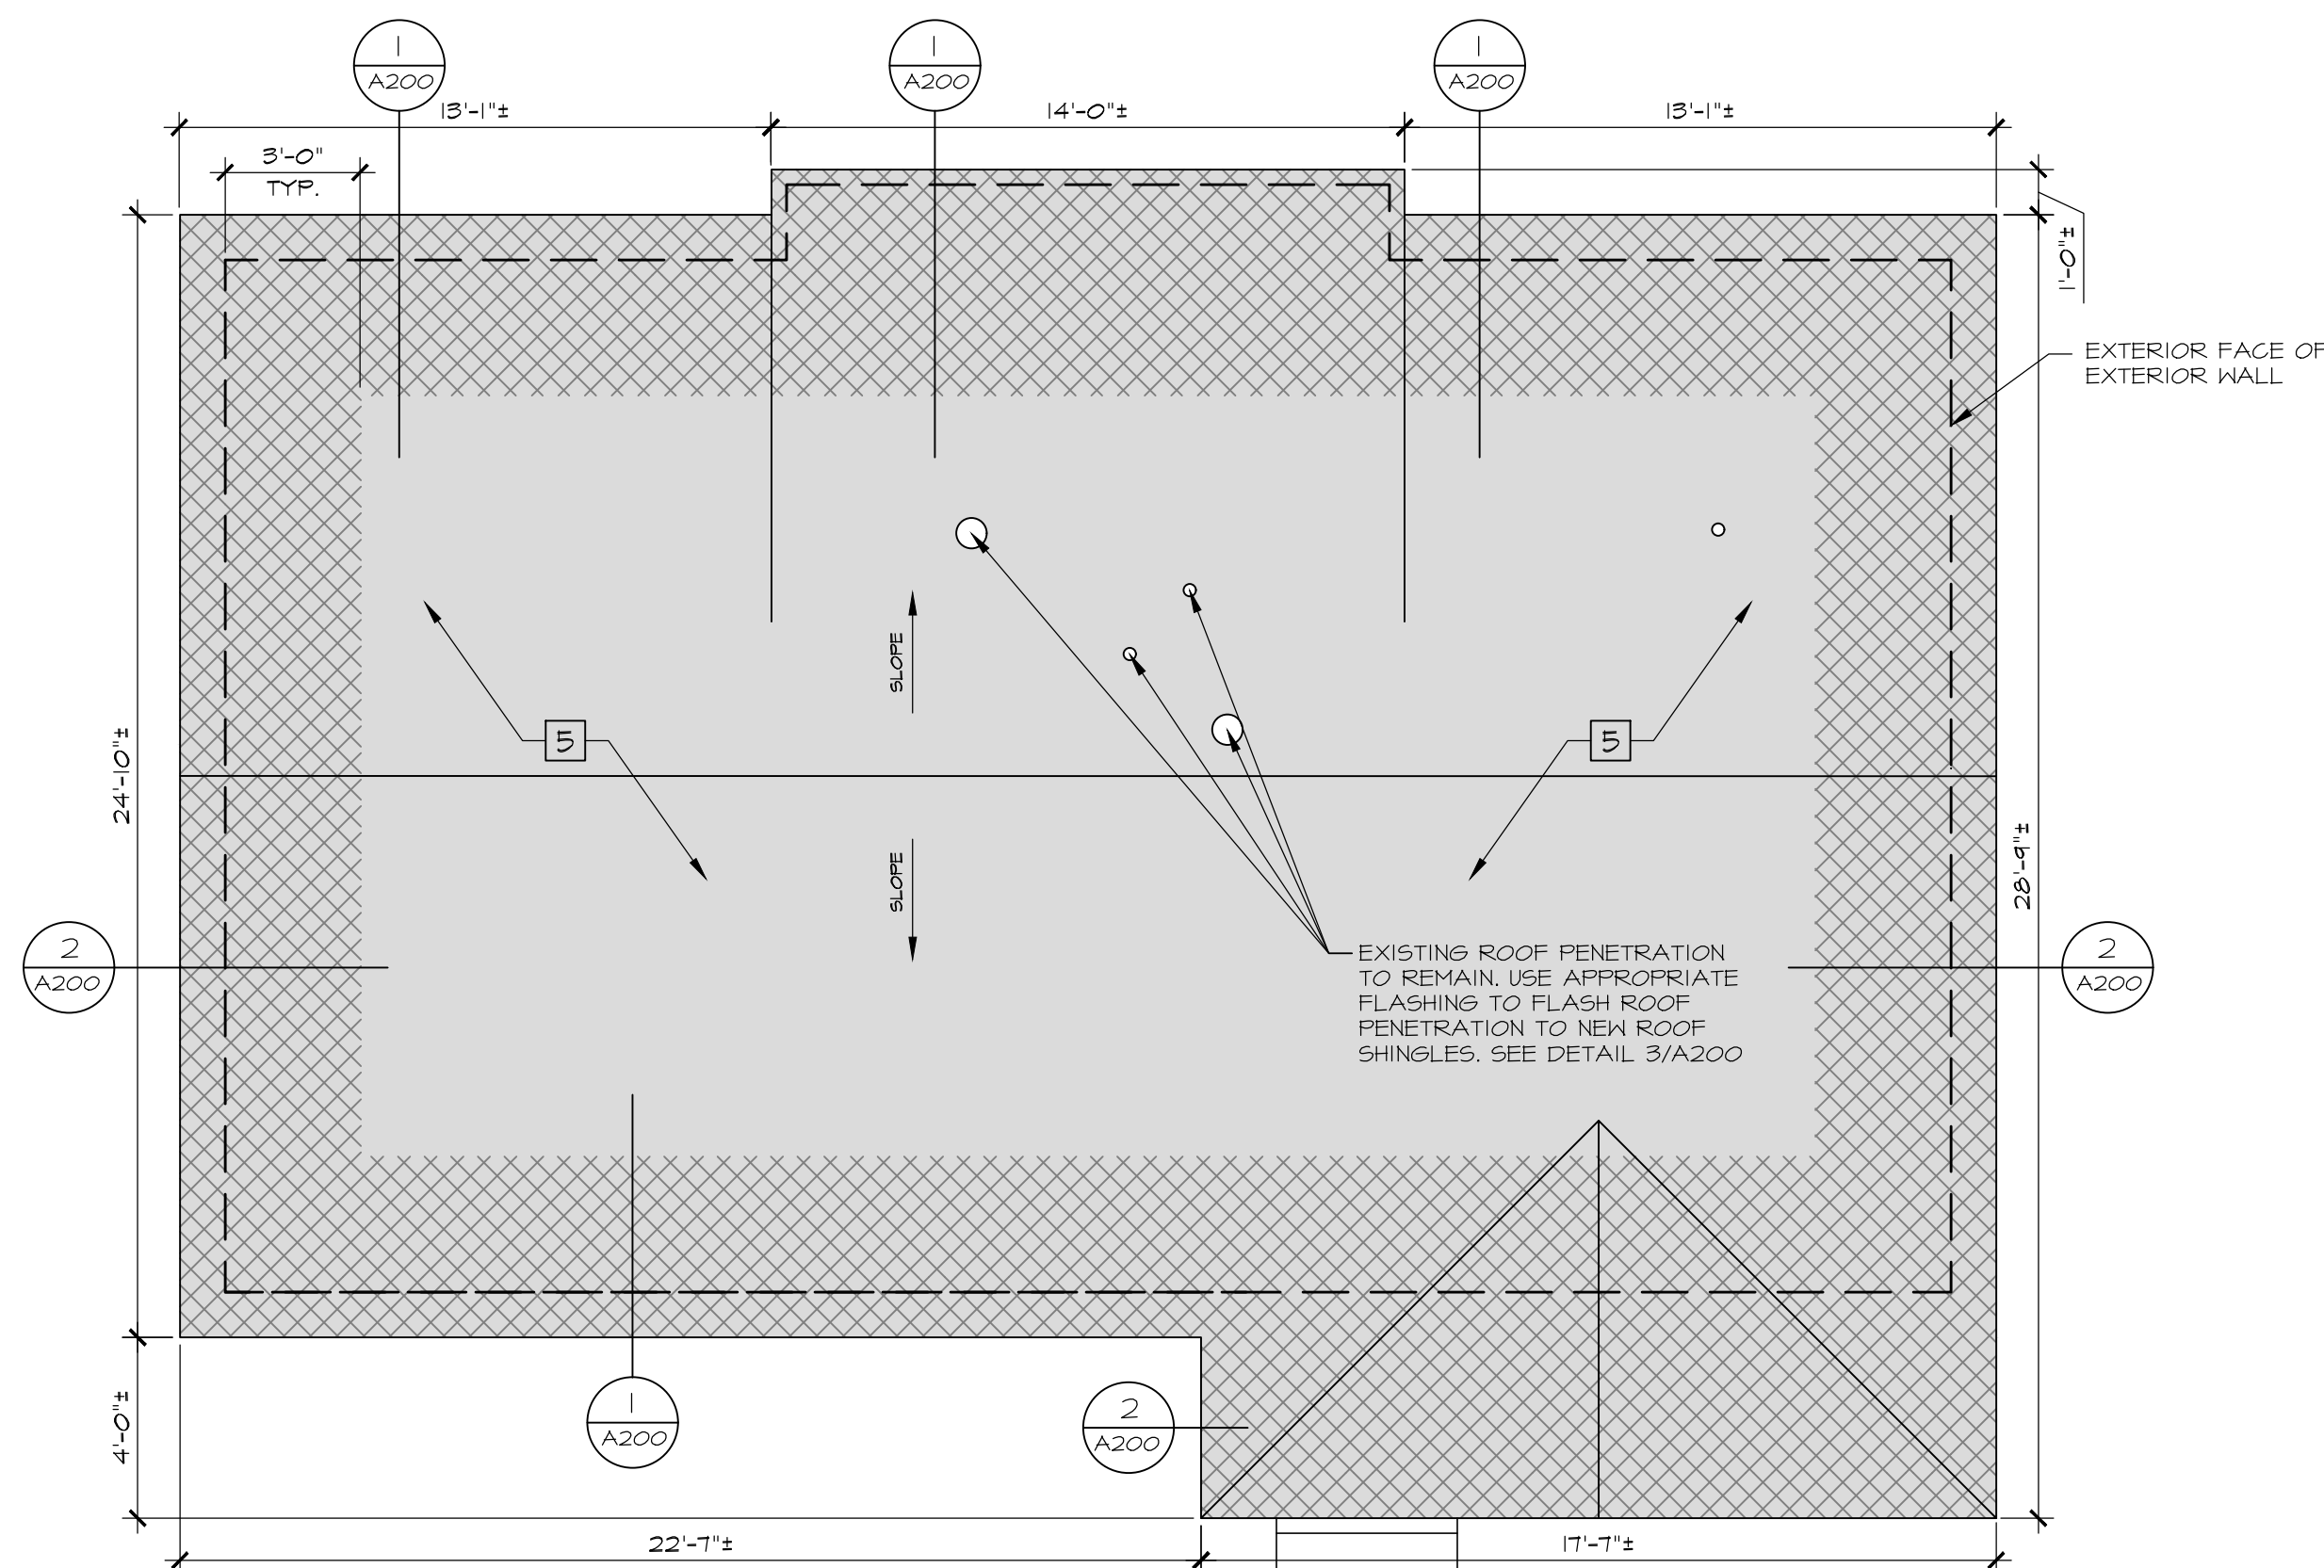 1
A200
1
A200
1
A200
13'-1"±
14'-0"±
13'-1"±
3'-0"
TYP.
1'-0"±
EXTERIOR FACE OF
EXTERIOR WALL
SLOPE
5
5
24'-10"±
28'-9"±
SLOPE
2
A200
2
A200
EXISTING ROOF PENETRATION
TO REMAIN. USE APPROPRIATE
FLASHING TO FLASH ROOF
PENETRATION TO NEW ROOF
SHINGLES. SEE DETAIL 3/A200
4'-0"±
1
A200
2
A200
22'-7"±
17'-7"±